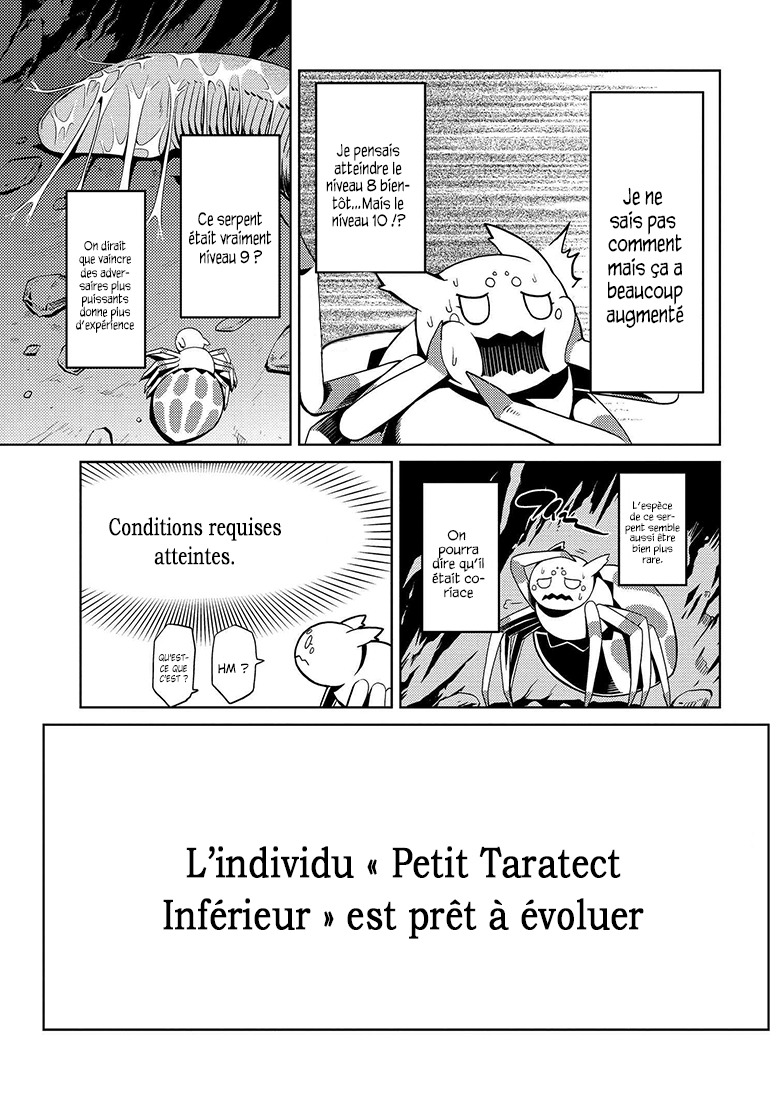 Je ne
sais pas
comment
mais ça a
beaucoup
augmenté
Je pensais
atteindre le
niveau 8 bien-
tôt...Mais le
niveau 10 !?
Ce serpent
était vraiment
niveau 9 ?
On dirait
que vaincre
des adver-
saires plus
puissants
donne plus
d'expérience
L'espèce
de ce ser-
pent semble
aussi être
bien plus
rare.
On
pourra
dire qu'il
était co-
riace
Conditions requises
atteintes.
HM ?
QU'EST-
CE QUE
C'EST ?
L'individu « Petit Taratect
Inférieur » est prêt à évoluer